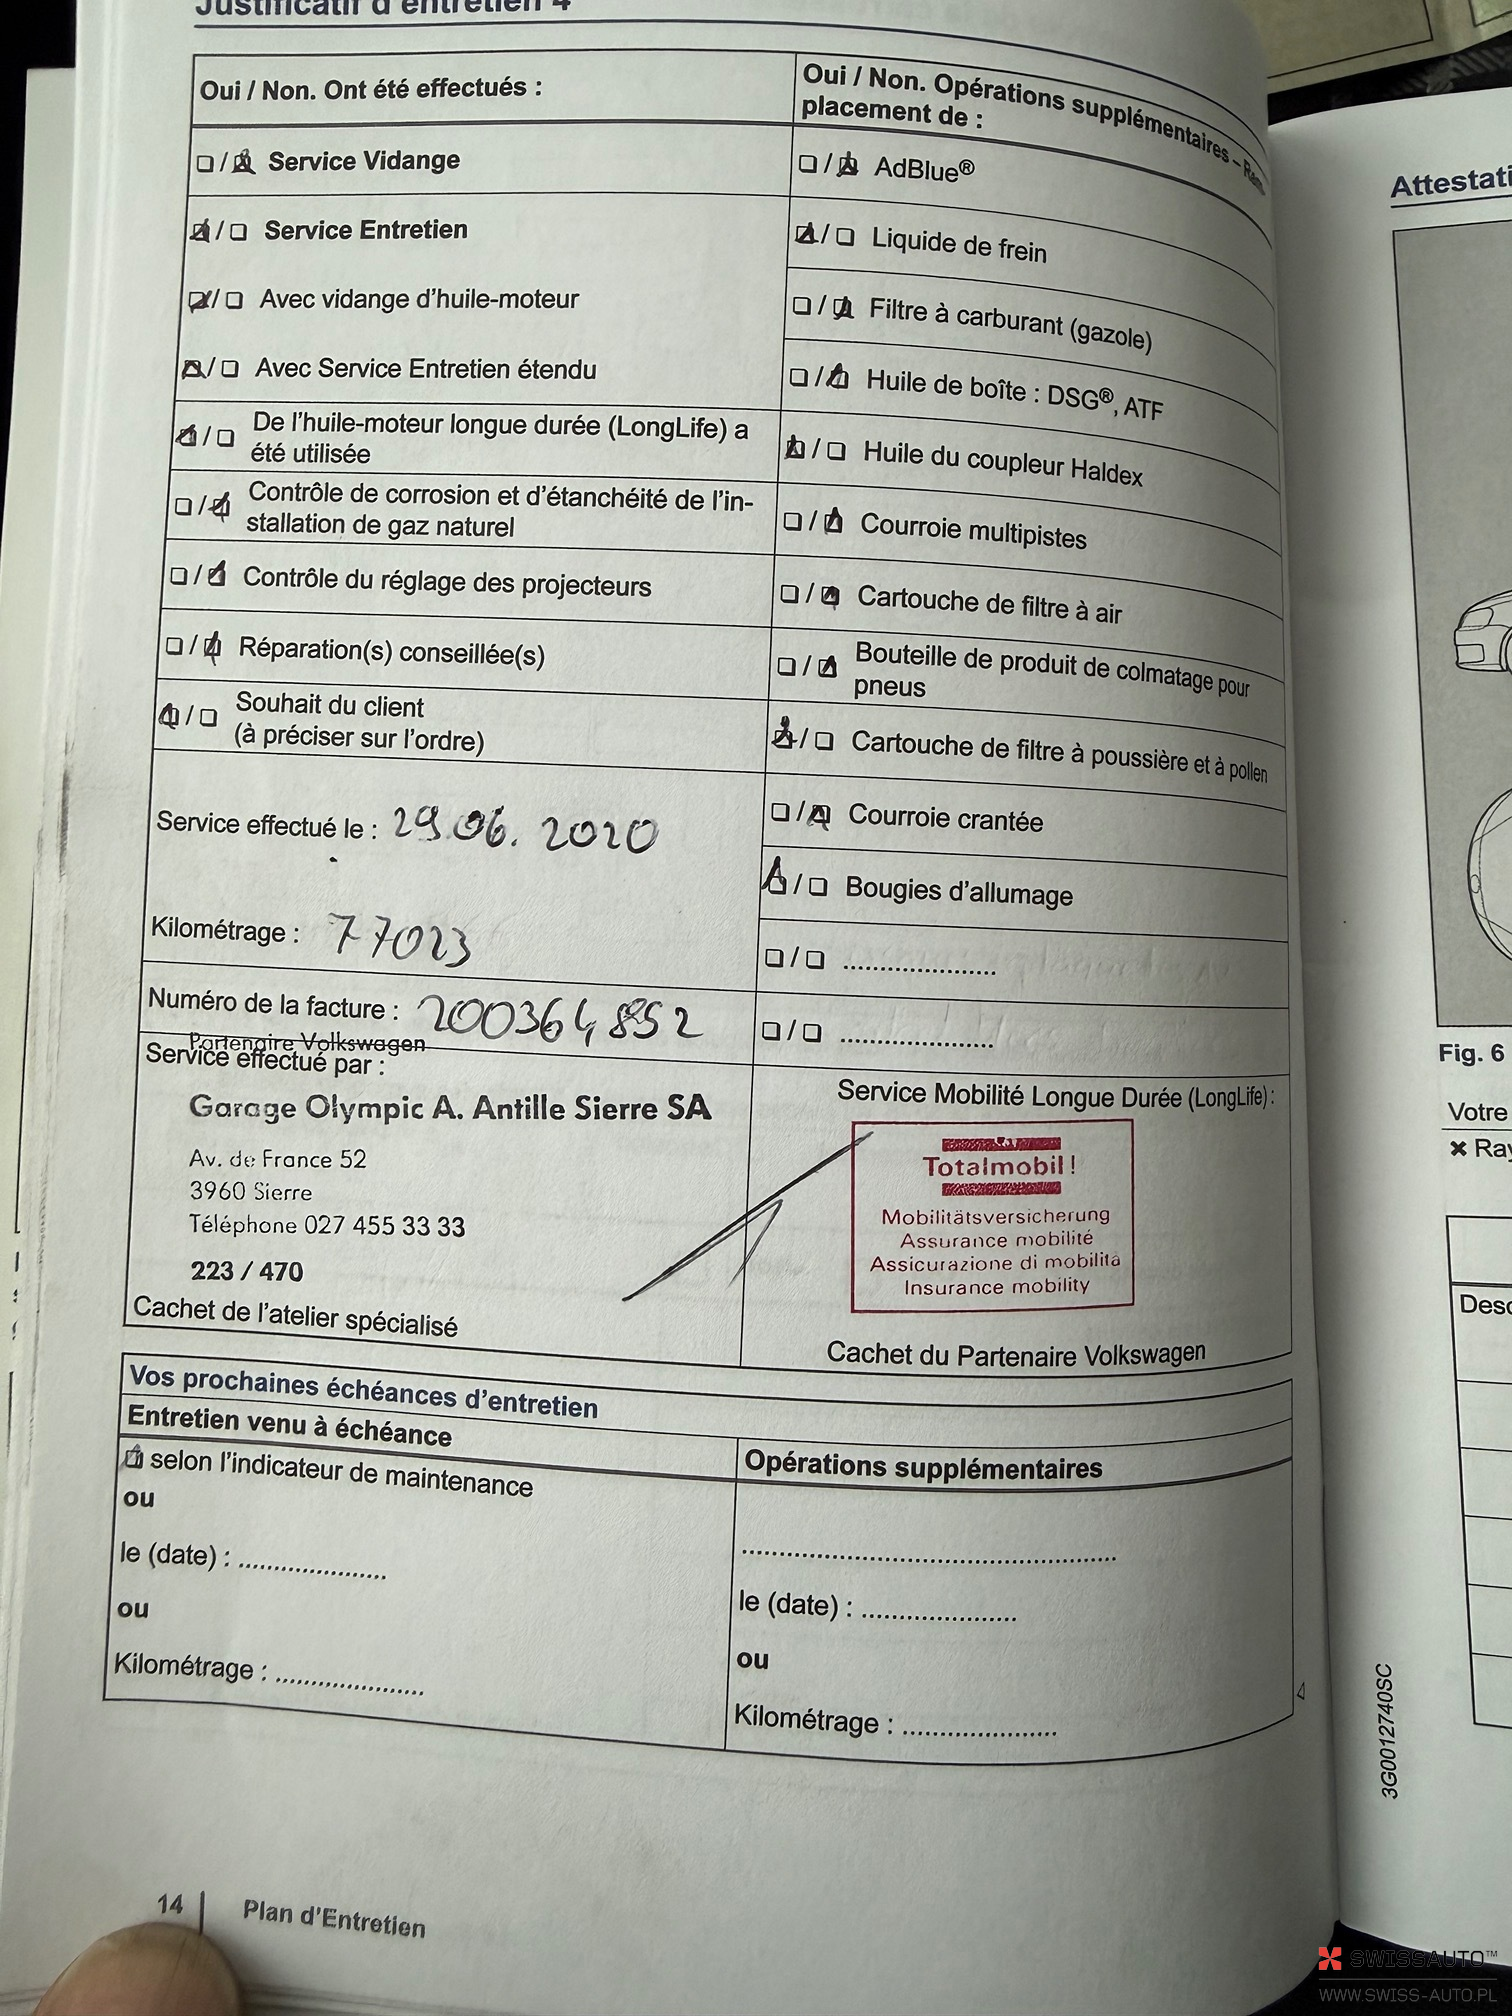 Justificatif d'entretien 4
Oui / Non. Ont été effectués :
☐ / ☒ Service Vidange
☒ / ☐ Service Entretien
☒ / ☐ Avec vidange d'huile-moteur
☒ / ☐ Avec Service Entretien étendu
☒ / ☐ De l'huile-moteur longue durée (LongLife) a
été utilisée
☐ / ☒ Contrôle de corrosion et d'étanchéité de l'in-
stallation de gaz naturel
☐ / ☒ Contrôle du réglage des projecteurs
☐ / ☒ Réparation(s) conseillée(s)
☒ / ☐ Souhait du client
(à préciser sur l'ordre)
Service effectué le : 29.06.2020
Kilométrage : 77023
Numéro de la facture : 200364852
Partenaire Volkswagen
Service effectué par :
Garage Olympic A. Antille Sierre SA
Av. de France 52
3960 Sierre
Téléphone 027 455 33 33
223 / 470
Cachet de l'atelier spécialisé
Oui / Non. Opérations supplémentaires –
placement de :
☐ / ☒ AdBlue®
☒ / ☐ Liquide de frein
☐ / ☒ Filtre à carburant (gazole)
☐ / ☒ Huile de boîte : DSG®, ATF
☒ / ☐ Huile du coupleur Haldex
☐ / ☒ Courroie multipistes
☐ / ☒ Cartouche de filtre à air
☐ / ☒ Bouteille de produit de colmatage pour
pneus
☒ / ☐ Cartouche de filtre à poussière et à pollen
☐ / ☒ Courroie crantée
☒ / ☐ Bougies d'allumage
☐ / ☐ ......................
☐ / ☐ ......................
Service Mobilité Longue Durée (LongLife) :
Totalmobil!
Mobilitätsversicherung
Assurance mobilité
Assicurazione di mobilità
Insurance mobility
Cachet du Partenaire Volkswagen
Vos prochaines échéances d'entretien
Entretien venu à échéance
☒ selon l'indicateur de maintenance
ou
le (date) : ......................
ou
Kilométrage : ......................
Opérations supplémentaires
......................................................
le (date) : ......................
ou
Kilométrage : ......................
14 | Plan d'Entretien
Attestati
Fig. 6
Votre
✖ Ray
Desc
3G0012740SC
SWISSAUTO™
WWW.SWISS-AUTO.PL